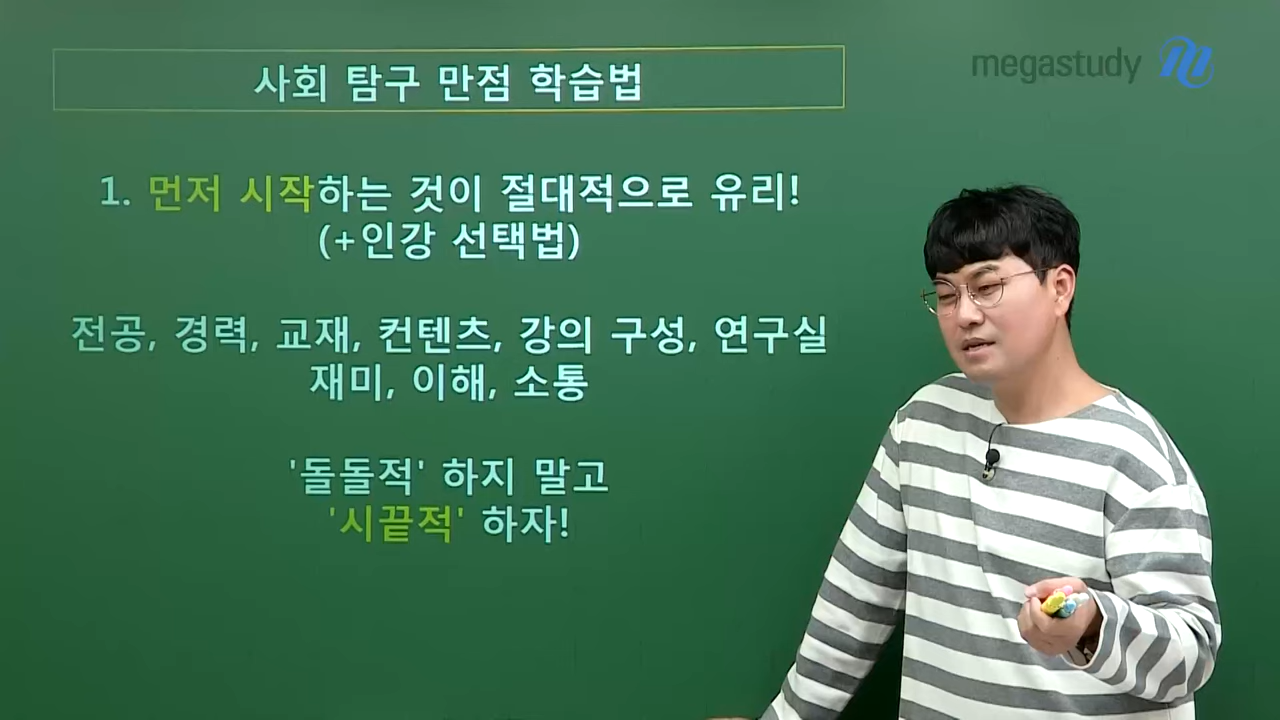 사회 탐구 만점 학습법
megastudy
1. 먼저 시작하는 것이 절대적으로 유리!
(+인강 선택법)
전공, 경력, 교재, 컨텐츠, 강의 구성, 연구실
재미, 이해, 소통
'돌돌적' 하지 말고
'시끝적' 하자!